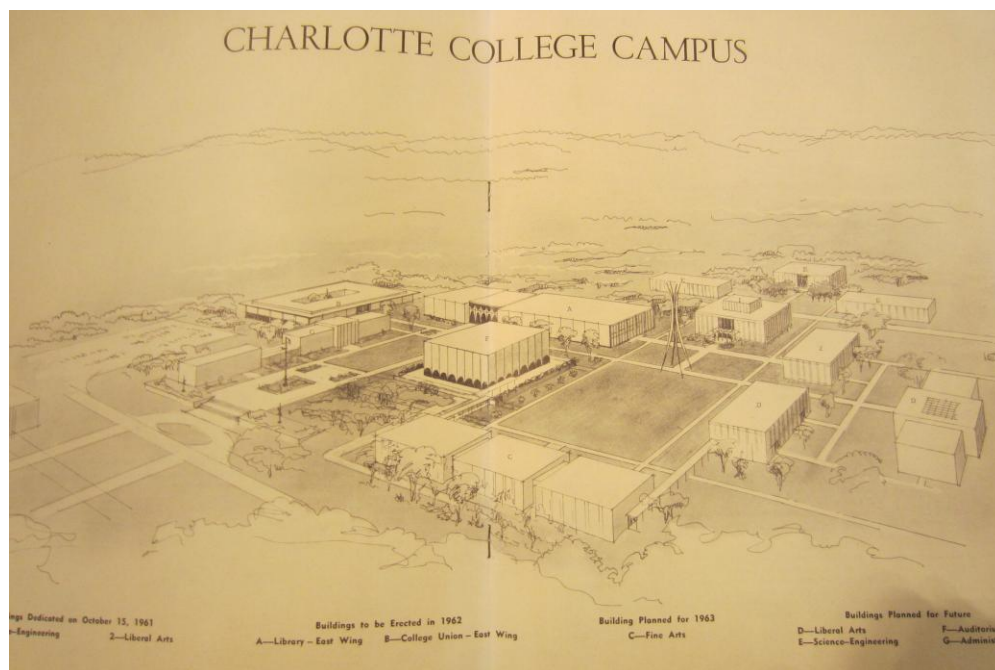 CHARLOTTE COLLEGE CAMPUS
Dedicated on October 15, 1961
Engineering 2—Liberal Arts
Buildings to be Erected in 1962
A—Library – East Wing B—College Union – East Wing
Building Planned for 1963
C—Fine Arts
Buildings Planned for Future
D—Liberal Arts F—Auditori
E—Science-Engineering G—Adminis